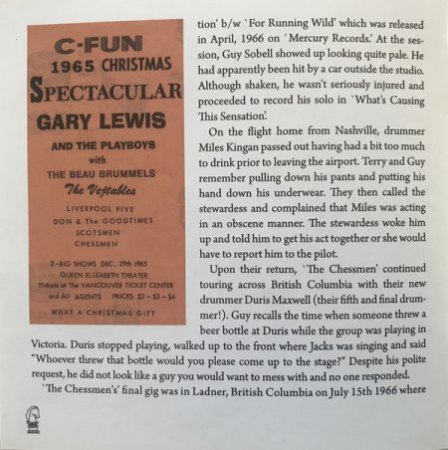 C-FUN
1965 CHRISTMAS
SPECTACULAR
GARY LEWIS
AND THE PLAYBOYS
with
THE BEAU BRUMMELS
The Vejtables
LIVERPOOL FIVE
DON & THE GOODTIMES
SCOTSMEN
CHESSMEN
2-BIG SHOWS DEC. 29th 1965
QUEEN ELIZABETH THEATER
Tickets at The VANCOUVER TICKET CENTER
and All AGENTS PRICES $2 - $3 - $4
WHAT A CHRISTMAS GIFT
tion' b/w `For Running Wild' which was released
in April, 1966 on `Mercury Records.' At the ses-
sion, Guy Sobell showed up looking quite pale. He
had apparently been hit by a car outside the studio.
Although shaken, he wasn't seriously injured and
proceeded to record his solo in `What's Causing
This Sensation'.
On the flight home from Nashville, drummer
Miles Kingan passed out having had a bit too much
to drink prior to leaving the airport. Terry and Guy
remember pulling down his pants and putting his
hand down his underwear. They then called the
stewardess and complained that Miles was acting
in an obscene manner. The stewardess woke him
up and told him to get his act together or she would
have to report him to the pilot.
Upon their return, `The Chessmen' continued
touring across British Columbia with their new
drummer Duris Maxwell (their fifth and final drum-
mer!). Guy recalls the time when someone threw a
beer bottle at Duris while the group was playing in
Victoria. Duris stopped playing, walked up to the front where Jacks was singing and said
"Whoever threw that bottle would you please come up to the stage?" Despite his polite
request, he did not look like a guy you would want to mess with and no one responded.
`The Chessmen's' final gig was in Ladner, British Columbia on July 15th 1966 where